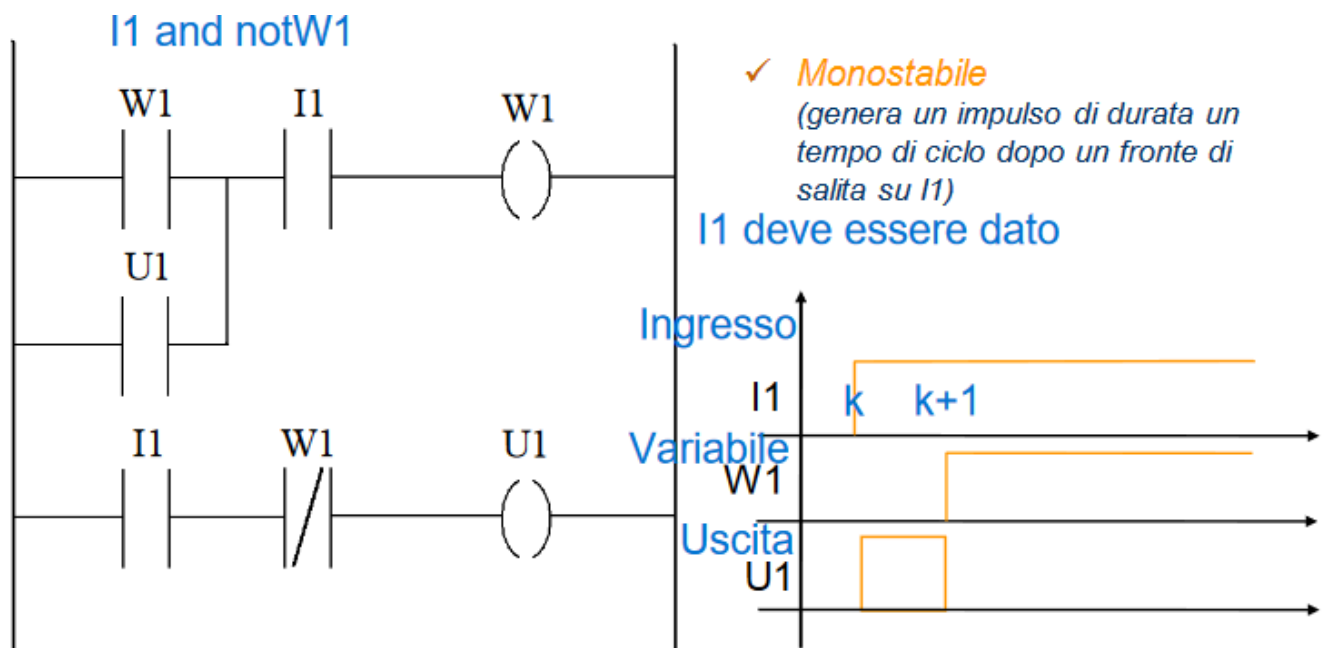 I1 and notW1
W1
I1
W1
U1
I1
W1
U1
✓ Monostabile
(genera un impulso di durata un
tempo di ciclo dopo un fronte di
salita su I1)
I1 deve essere dato
Ingresso
I1
k
k+1
Variabile
W1
Uscita
U1